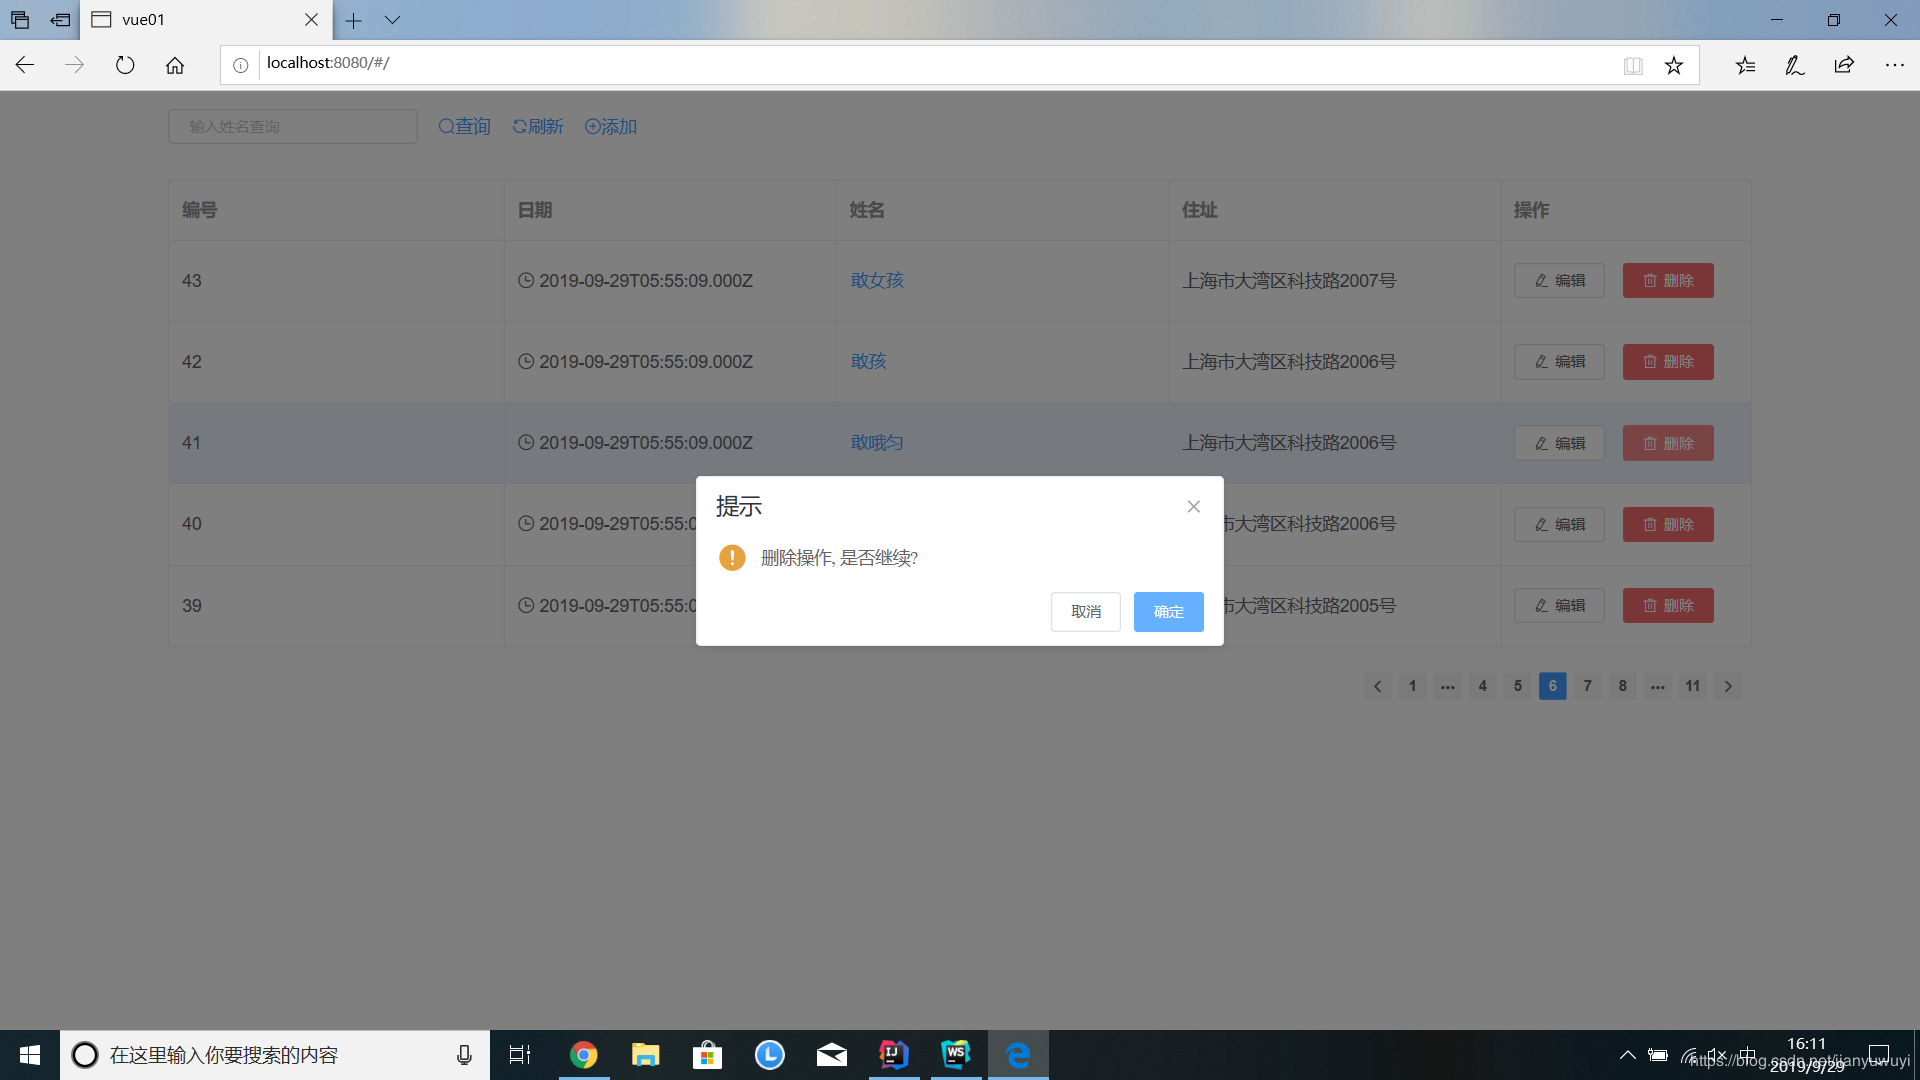 vue01
localhost:8080/#/
输入姓名查询 查询 刷新 添加
编号 日期 姓名 住址 操作
43 2019-09-29T05:55:09.000Z 敢女孩 上海市大湾区科技路2007号 编辑 删除
42 2019-09-29T05:55:09.000Z 敢孩 上海市大湾区科技路2006号 编辑 删除
41 2019-09-29T05:55:09.000Z 敢哦匀 上海市大湾区科技路2006号 编辑 删除
40 2019-09-29T05:55:0 市大湾区科技路2006号 编辑 删除
39 2019-09-29T05:55:0 市大湾区科技路2005号 编辑 删除
提示
删除操作, 是否继续?
取消 确定
1 ••• 4 5 6 7 8 ••• 11
在这里输入你要搜索的内容
IJ
WS
中
16:11
2019/9/29
https://blog.csdn.net/jianyuwuyi